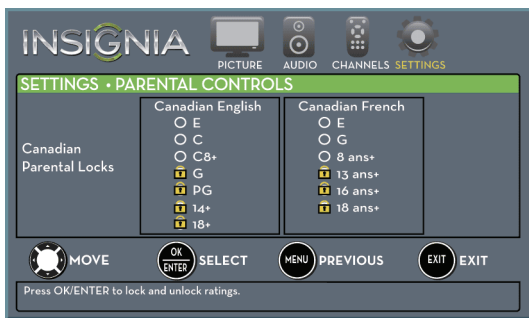 INSIGNIA
PICTURE AUDIO CHANNELS SETTINGS
SETTINGS • PARENTAL CONTROLS
Canadian
Parental Locks
Canadian English
E
C
C8+
G
PG
14+
18+
Canadian French
E
G
8 ans+
13 ans+
16 ans+
18 ans+
MOVE
OK
ENTER
SELECT
MENU
PREVIOUS
EXIT
EXIT
Press OK/ENTER to lock and unlock ratings.